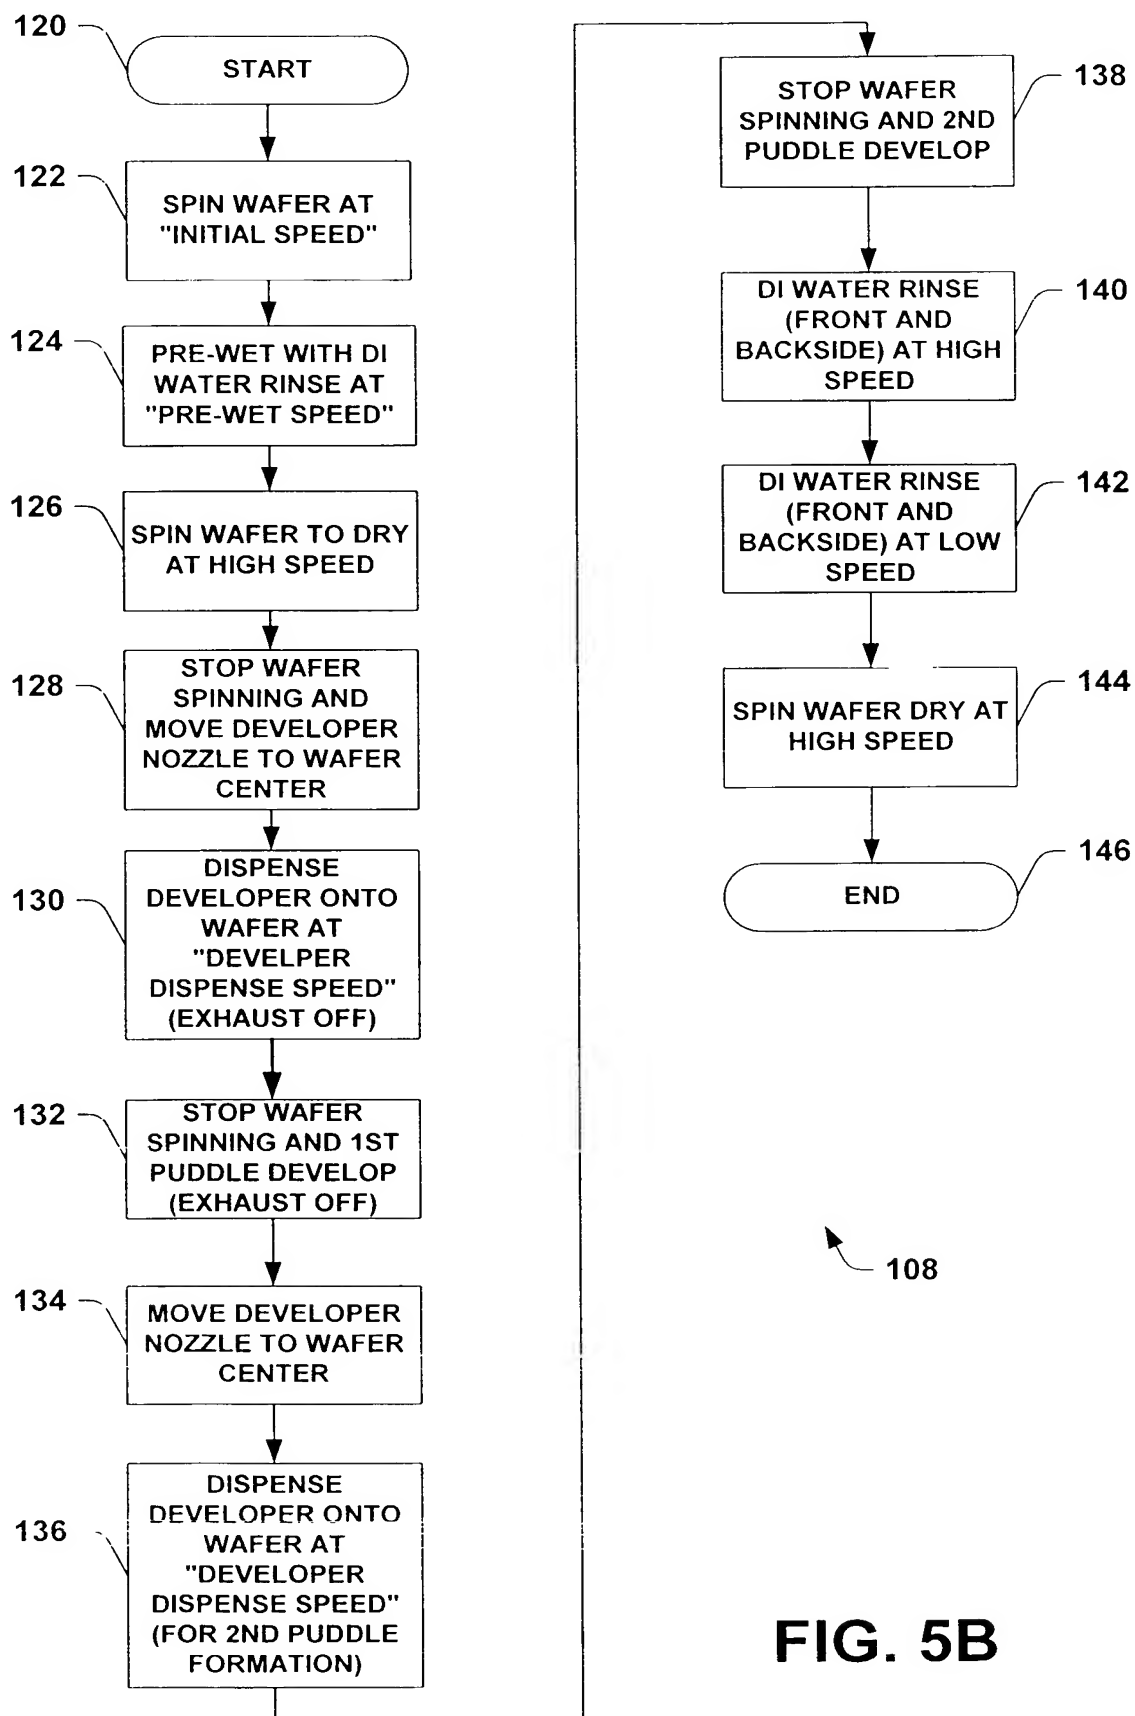 120
START
122
SPIN WAFER AT
"INITIAL SPEED"
124
PRE-WET WITH DI
WATER RINSE AT
"PRE-WET SPEED"
126
SPIN WAFER TO DRY
AT HIGH SPEED
128
STOP WAFER
SPINNING AND
MOVE DEVELOPER
NOZZLE TO WAFER
CENTER
130
DISPENSE
DEVELOPER ONTO
WAFER AT
"DEVELPER
DISPENSE SPEED"
(EXHAUST OFF)
132
STOP WAFER
SPINNING AND 1ST
PUDDLE DEVELOP
(EXHAUST OFF)
134
MOVE DEVELOPER
NOZZLE TO WAFER
CENTER
136
DISPENSE
DEVELOPER ONTO
WAFER AT
"DEVELOPER
DISPENSE SPEED"
(FOR 2ND PUDDLE
FORMATION)
138
STOP WAFER
SPINNING AND 2ND
PUDDLE DEVELOP
140
DI WATER RINSE
(FRONT AND
BACKSIDE) AT HIGH
SPEED
142
DI WATER RINSE
(FRONT AND
BACKSIDE) AT LOW
SPEED
144
SPIN WAFER DRY AT
HIGH SPEED
146
END
108
FIG. 5B